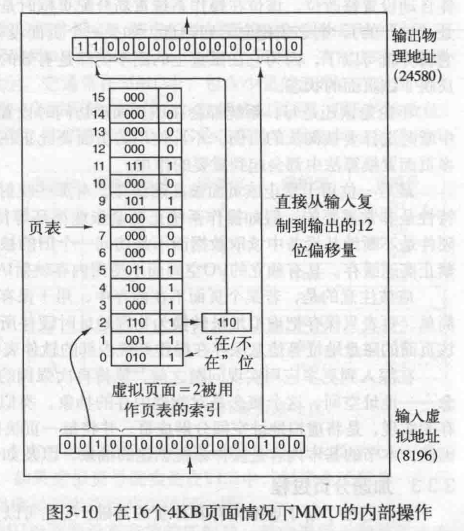 输出物
理地址
(24580)
1 1 0 0 0 0 0 0 0 0 0 0 1 0 0
15 000 0
14 000 0
13 000 0
12 000 0
11 111 1
10 000 0
9 101 1
8 000 0
7 000 0
6 000 0
5 011 1
4 100 1
3 000 1
2 110 1
1 001 1
0 010 1
页表
110
直接从输入复
制到输出的12
位偏移量
“在/不
在”位
虚拟页面=2被用
作页表的索引
0 0 1 0 0 0 0 0 0 0 0 0 0 1 0 0
输入虚
拟地址
(8196)
图3-10 在16个4KB页面情况下MMU的内部操作